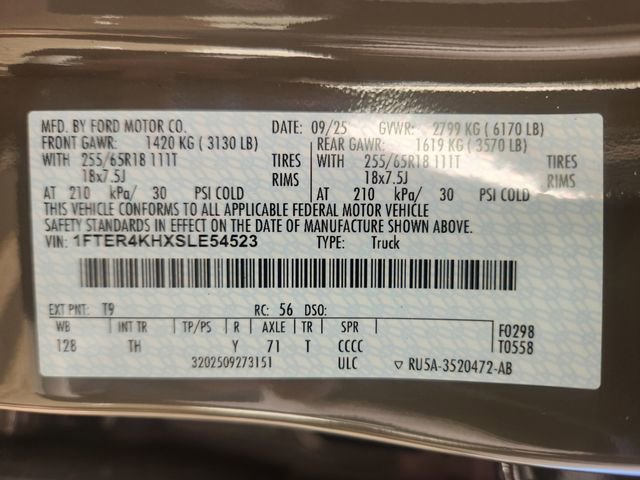 MFD. BY FORD MOTOR CO. DATE: 09/25 GVWR: 2799 KG ( 6170 LB)
FRONT GAWR: 1420 KG ( 3130 LB) REAR GAWR: 1619 KG ( 3570 LB)
WITH 255/65R18 111T TIRES WITH 255/65R18 111T TIRES
18x7.5J RIMS 18x7.5J RIMS
AT 210 kPa/ 30 PSI COLD AT 210 kPa/ 30 PSI COLD
THIS VEHICLE CONFORMS TO ALL APPLICABLE FEDERAL MOTOR VEHICLE
SAFETY STANDARDS IN EFFECT ON THE DATE OF MANUFACTURE SHOWN ABOVE.
VIN: 1FTER4KHXSLE54523 TYPE: Truck
EXT PNT: T9 RC: 56 DSO:
WB INT TR TP/PS R AXLE TR SPR F0298
128 TH Y 71 T CCCC T0558
3202509273151 ULC ▽ RU5A-3520472-AB